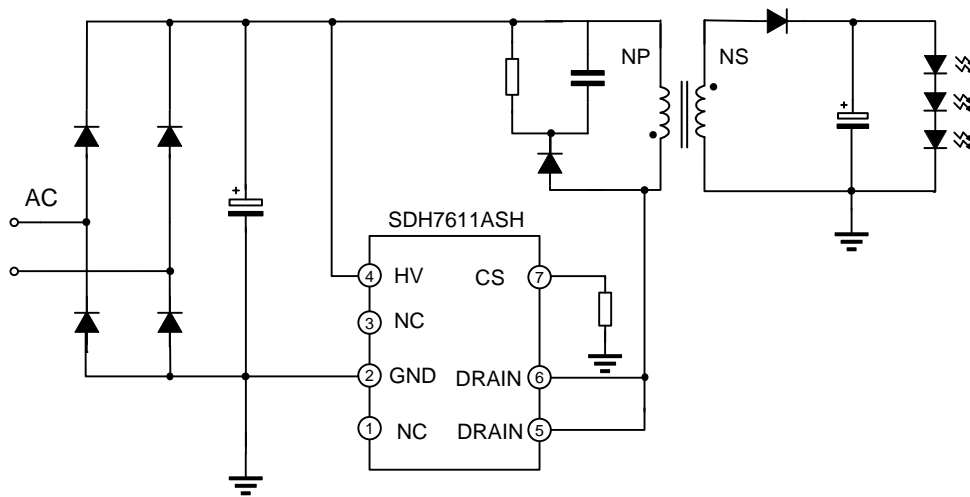 NP
NS
+
AC
+
SDH7611ASH
4 HV
CS 7
3 NC
2 GND
DRAIN 6
1 NC
DRAIN 5